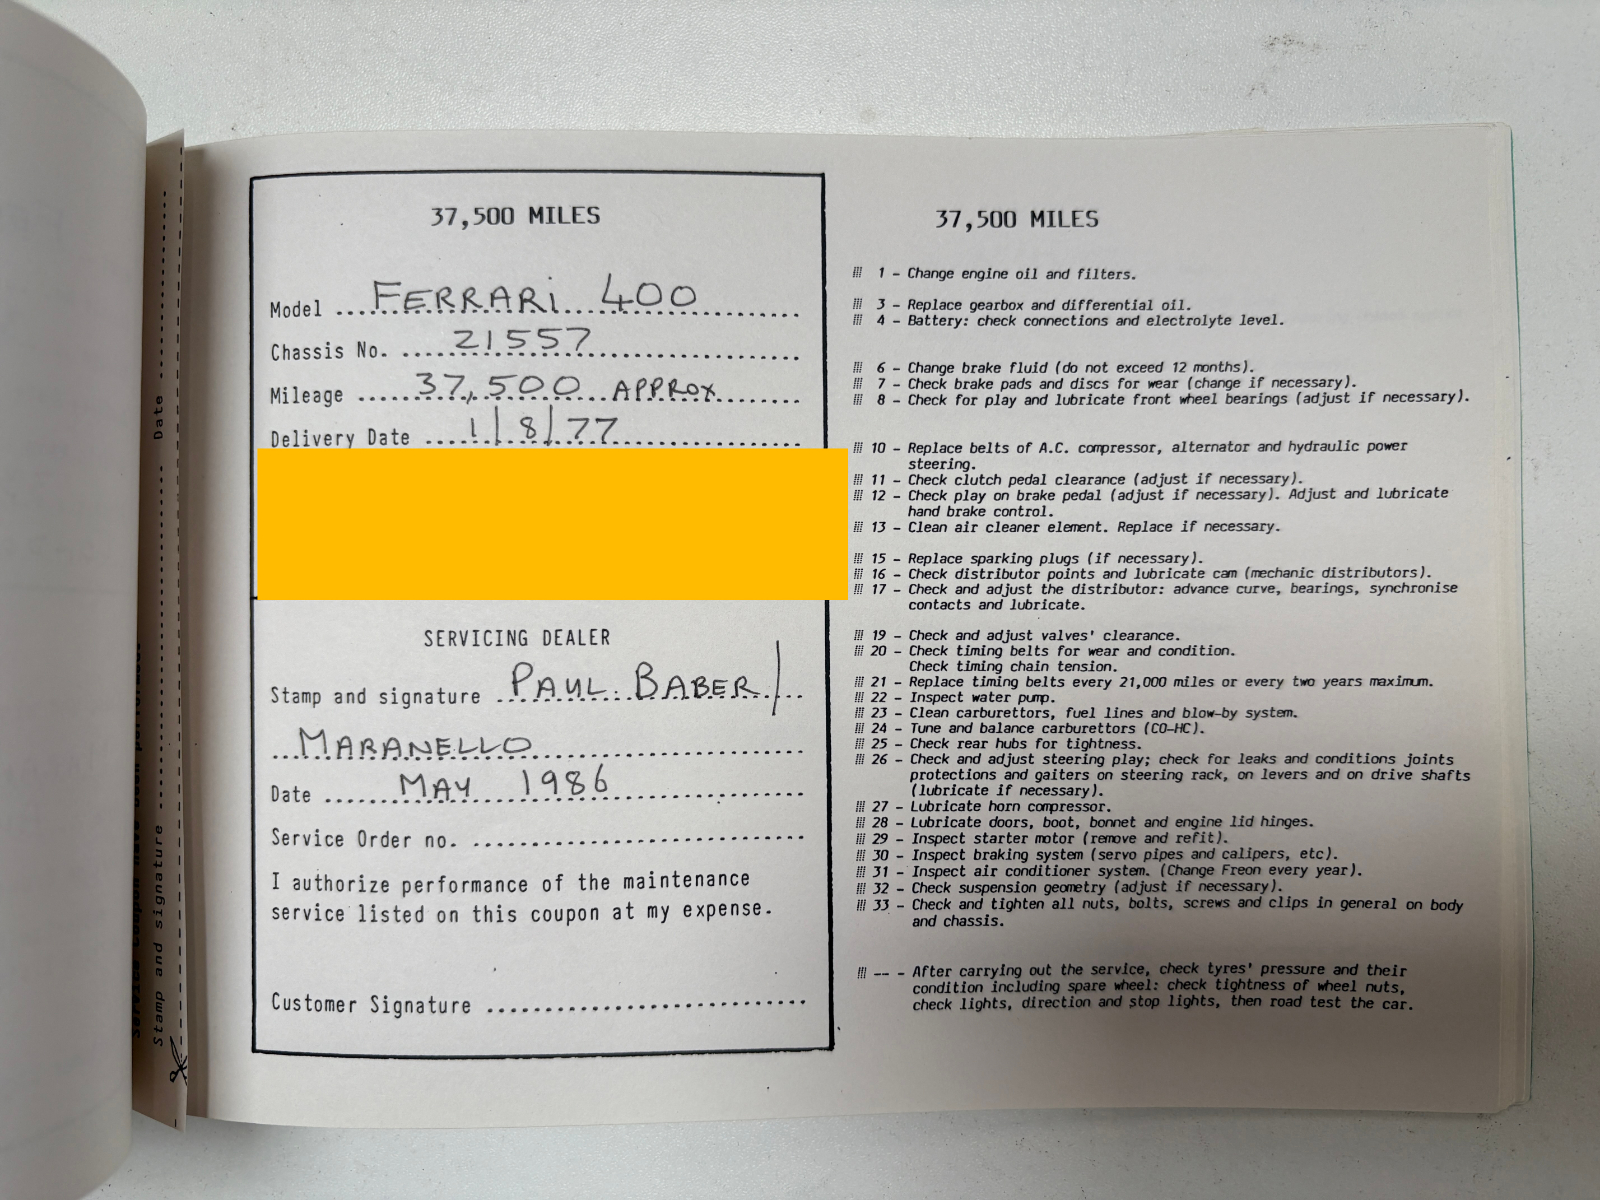 37,500 MILES
Model FERRARi 400
Chassis No. 21557
Mileage 37,500 APPROX
Delivery Date 1/8/77
SERVICING DEALER
Stamp and signature PAUL BABER/
MARANELLO
Date MAY 1986
Service Order no.
I authorize performance of the maintenance
service listed on this coupon at my expense.
Customer Signature
37,500 MILES
1 - Change engine oil and filters.
3 - Replace gearbox and differential oil.
4 - Battery: check connections and electrolyte level.
6 - Change brake fluid (do not exceed 12 months).
7 - Check brake pads and discs for wear (change if necessary).
8 - Check for play and lubricate front wheel bearings (adjust if necessary).
10 - Replace belts of A.C. compressor, alternator and hydraulic power
steering.
11 - Check clutch pedal clearance (adjust if necessary).
12 - Check play on brake pedal (adjust if necessary). Adjust and lubricate
hand brake control.
13 - Clean air cleaner element. Replace if necessary.
15 - Replace sparking plugs (if necessary).
16 - Check distributor points and lubricate cam (mechanic distributors).
17 - Check and adjust the distributor: advance curve, bearings, synchronise
contacts and lubricate.
19 - Check and adjust valves' clearance.
20 - Check timing belts for wear and condition.
Check timing chain tension.
21 - Replace timing belts every 21,000 miles or every two years maximum.
22 - Inspect water pump.
23 - Clean carburettors, fuel lines and blow-by system.
24 - Tune and balance carburettors (CO-HC).
25 - Check rear hubs for tightness.
26 - Check and adjust steering play; check for leaks and conditions joints
protections and gaiters on steering rack, on levers and on drive shafts
(lubricate if necessary).
27 - Lubricate horn compressor.
28 - Lubricate doors, boot, bonnet and engine lid hinges.
29 - Inspect starter motor (remove and refit).
30 - Inspect braking system (servo pipes and calipers, etc).
31 - Inspect air conditioner system. (Change Freon every year).
32 - Check suspension geometry (adjust if necessary).
33 - Check and tighten all nuts, bolts, screws and clips in general on body
and chassis.
-- - After carrying out the service, check tyres' pressure and their
condition including spare wheel: check tightness of wheel nuts,
check lights, direction and stop lights, then road test the car.
Stamp and signature Date